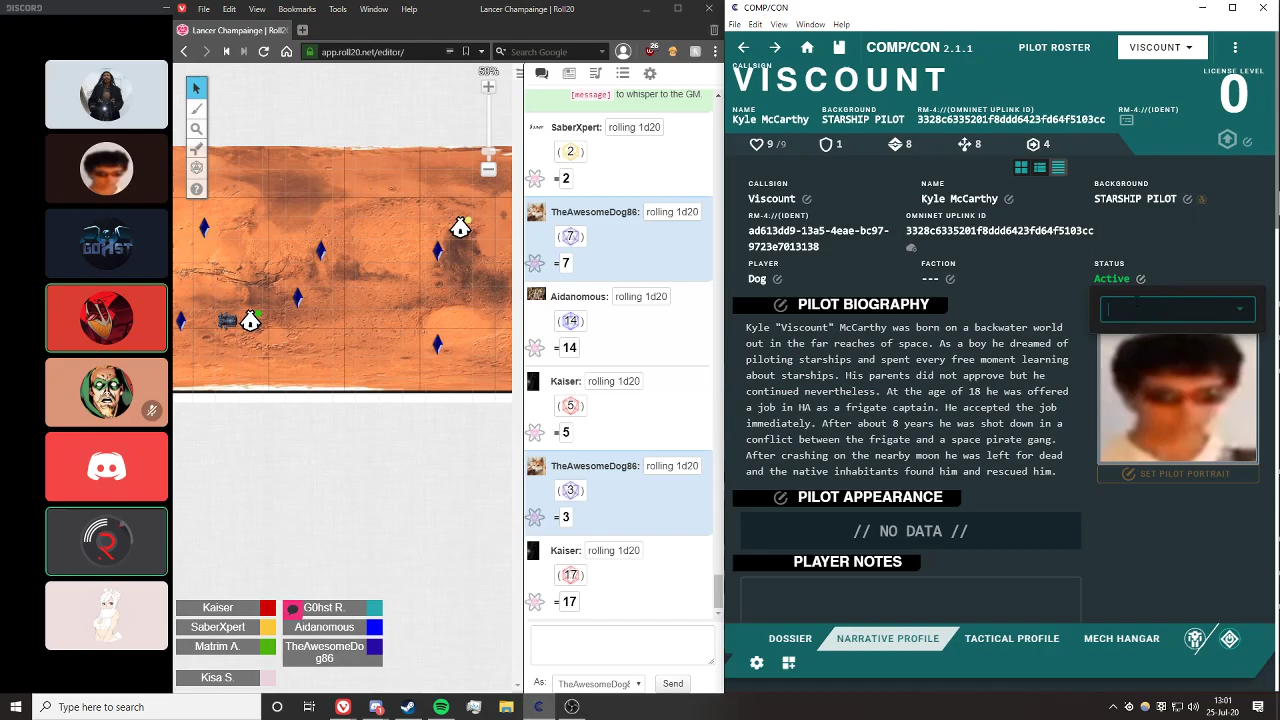 DISCORD
File View Bookmarks Tools Window Help
Lancer Champainge | Roll20
app.roll20.net/editor/
Search Google
26
50%
[message] to whisper to the GM.
SaberXpert: rolling 1d20
( 2 )
= 2
TheAwesomeDog86: rolling 1d20
( 7 )
= 7
Aidanomous: rolling 1d20
( 14 )
= 14
Kaiser: rolling 1d20
( 5 )
= 5
TheAwesomeDog86: rolling 1d20
( 3 )
= 3
Kaiser: rolling 1d20
( 17 )
= 17
As: TheAwesomeDog8 Send
GOHST
R
Kaiser G0hst R.
SaberXpert Aidanomous
Matrim A. TheAwesomeDo
g86
Kisa S.
COMP/CON
File Edit View Window Help
COMP/CON 2.1.1 PILOT ROSTER VISCOUNT
CALLSIGN
VISCOUNT
LICENSE LEVEL
0
NAME BACKGROUND RM-4://(OMNINET UPLINK ID) RM-4://(IDENT)
Kyle McCarthy STARSHIP PILOT 3328c6335201f8ddd6423fd64f5103cc
9 /9 1 8 8 4
CALLSIGN NAME BACKGROUND
Viscount Kyle McCarthy STARSHIP PILOT
RM-4://(IDENT) OMNINET UPLINK ID
ad613dd9-13a5-4eae-bc97- 3328c6335201f8ddd6423fd64f5103cc
9723e7013138
PLAYER FACTION STATUS
Dog --- Active
PILOT BIOGRAPHY
Kyle "Viscount" McCarthy was born on a backwater world
out in the far reaches of space. As a boy he dreamed of
piloting starships and spent every free moment learning
about starships. His parents did not approve but he
continued nevertheless. At the age of 18 he was offered
a job in HA as a frigate captain. He accepted the job
immediately. After about 8 years he was shot down in a
conflict between the frigate and a space pirate gang.
After crashing on the nearby moon he was left for dead
and the native inhabitants found him and rescued him.
SET PILOT PORTRAIT
PILOT APPEARANCE
// NO DATA //
PLAYER NOTES
DOSSIER NARRATIVE PROFILE TACTICAL PROFILE MECH HANGAR
Type here to search
1
13:01
25-Jul-20